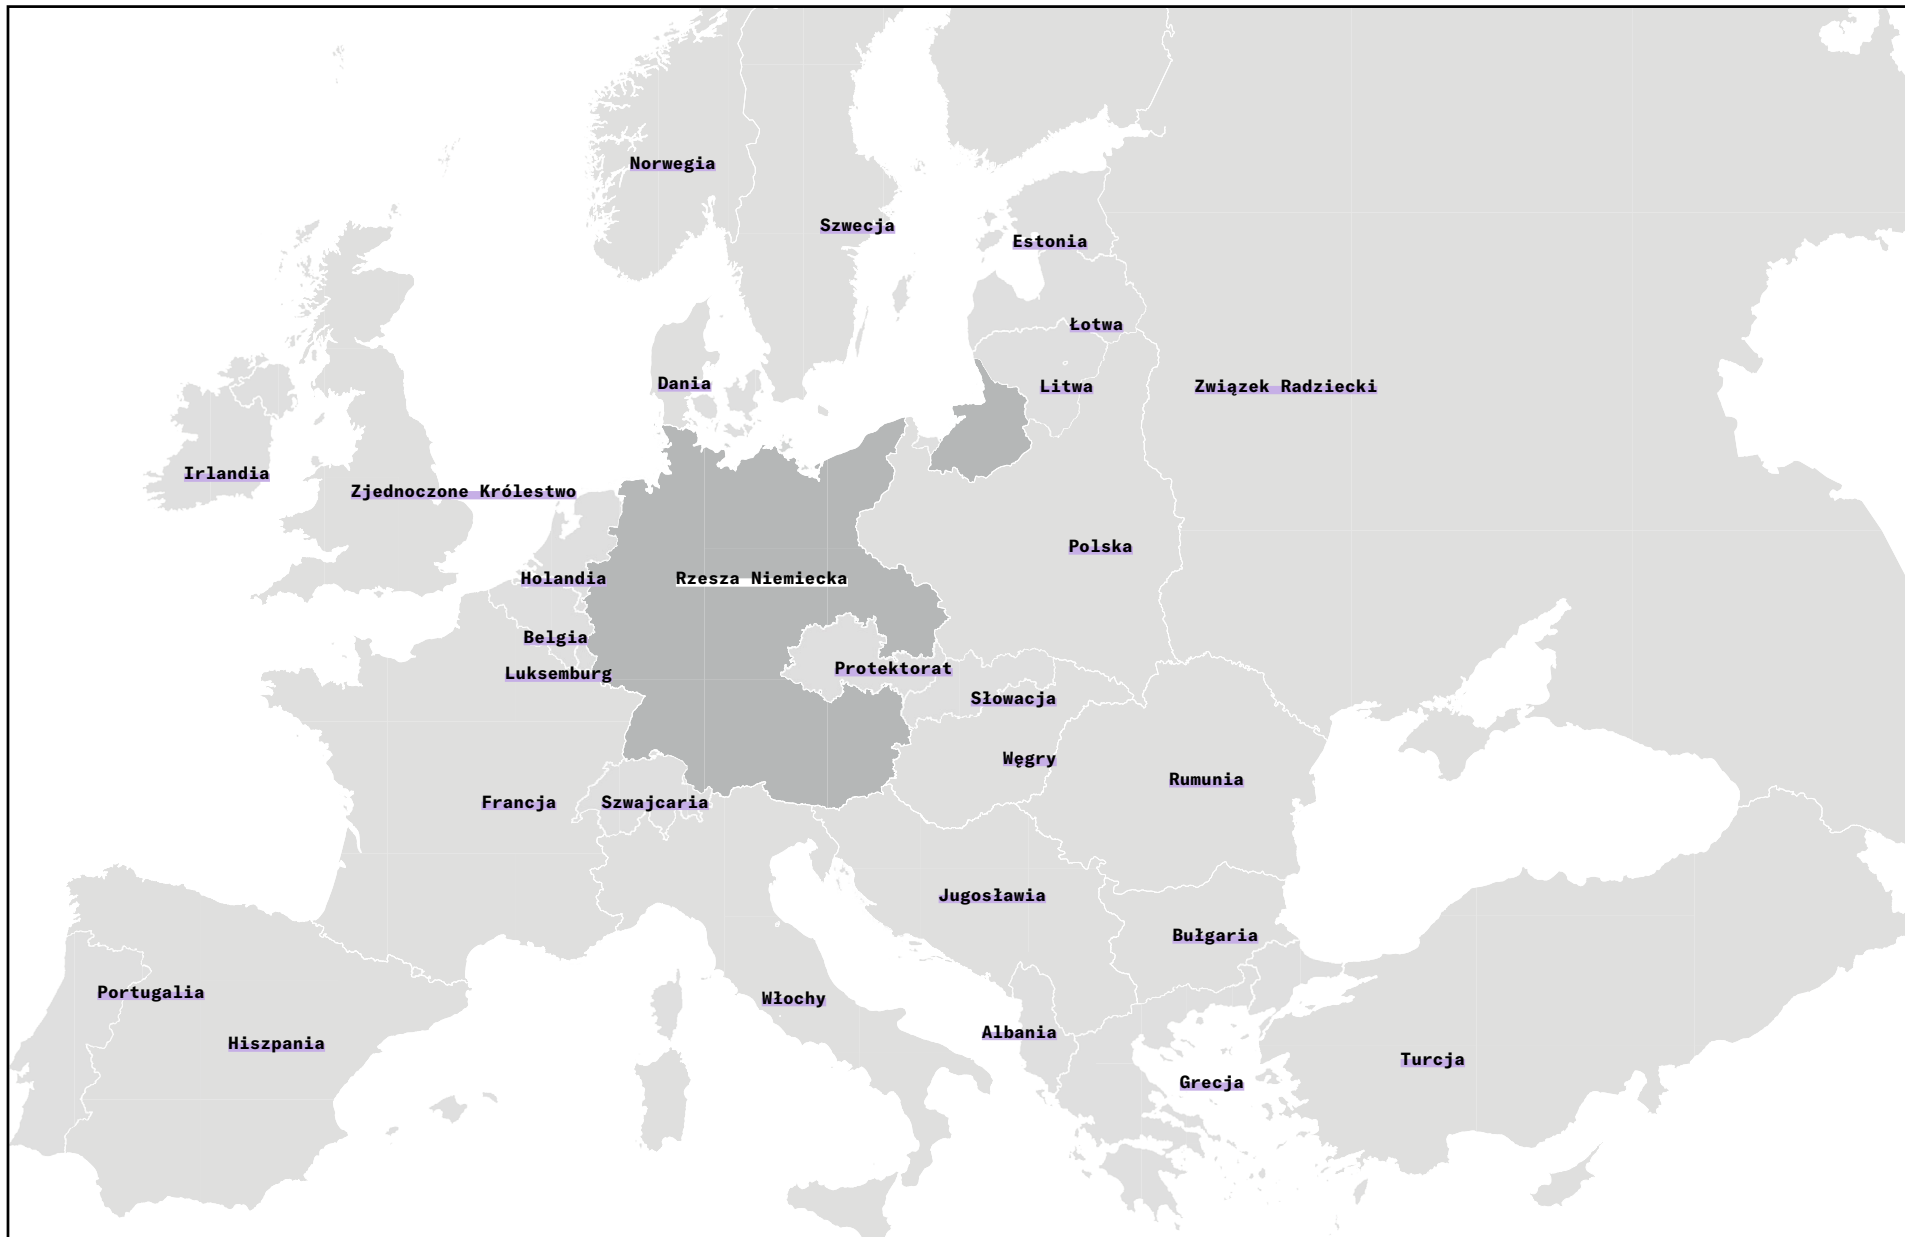 Norwegia
Szwecja
Estonia
Łotwa
Dania
Litwa
Związek Radziecki
Irlandia
Zjednoczone Królestwo
Polska
Holandia
Rzesza Niemiecka
Belgia
Protektorat
Luksemburg
Słowacja
Węgry
Rumunia
Francja
Szwajcaria
Jugosławia
Bułgaria
Portugalia
Włochy
Albania
Hiszpania
Turcja
Grecja